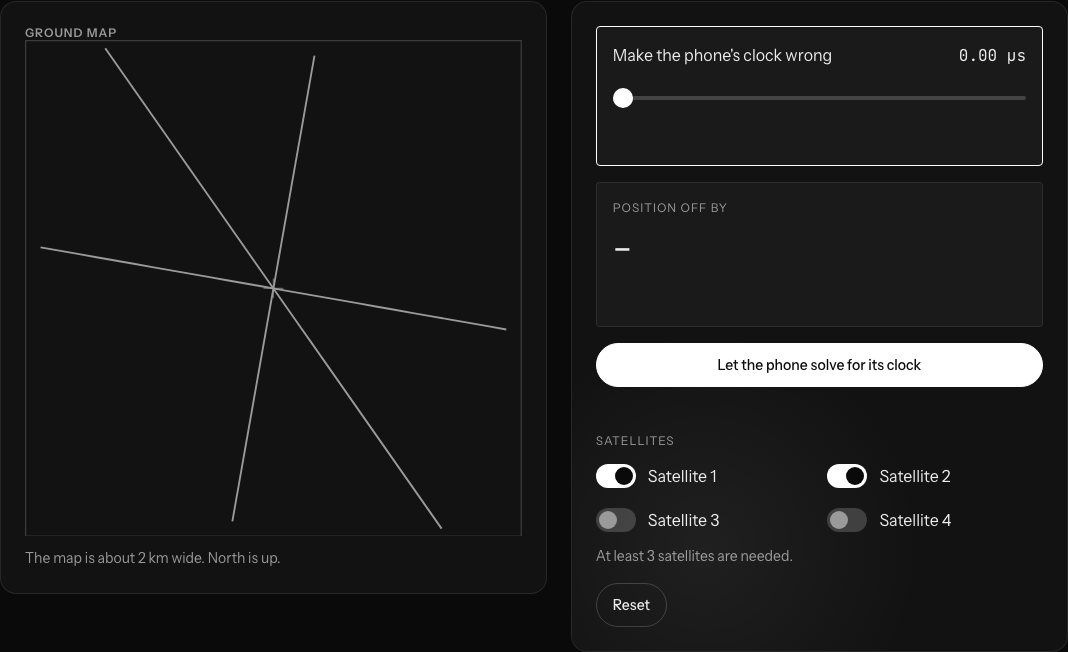 GROUND MAP
The map is about 2 km wide. North is up.
Make the phone's clock wrong 0.00 µs
POSITION OFF BY
–
Let the phone solve for its clock
SATELLITES
Satellite 1 Satellite 2
Satellite 3 Satellite 4
At least 3 satellites are needed.
Reset